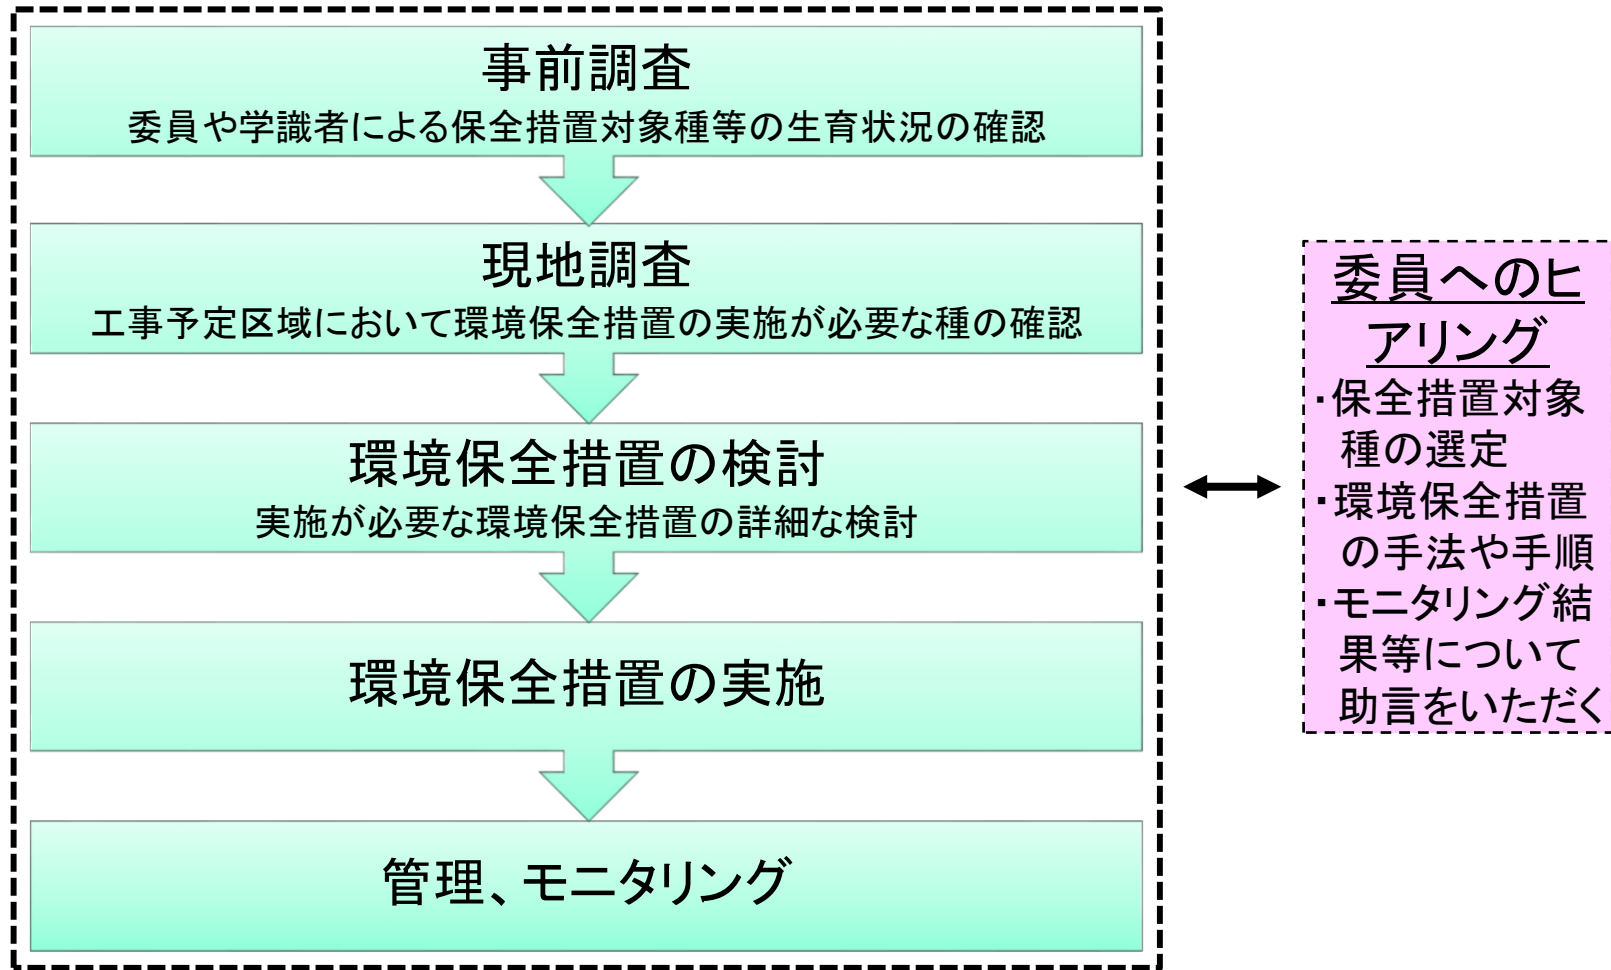 事前調査
委員や学識者による保全措置対象種等の生育状況の確認
現地調査
工事予定区域において環境保全措置の実施が必要な種の確認
環境保全措置の検討
実施が必要な環境保全措置の詳細な検討
環境保全措置の実施
管理、モニタリング
委員へのヒ
アリング
・保全措置対象
種の選定
・環境保全措置
の手法や手順
・モニタリング結
果等について
助言をいただく